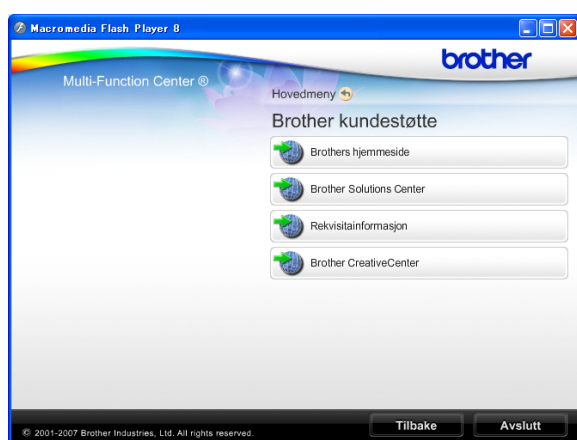 Macromedia Flash Player 8
brother
Multi-Function Center ®
Hovedmeny
Brother kundestøtte
Brothers hjemmeside
Brother Solutions Center
Rekvisitainformasjon
Brother CreativeCenter
© 2001-2007 Brother Industries, Ltd. All rights reserved.
Tilbake
Avslutt